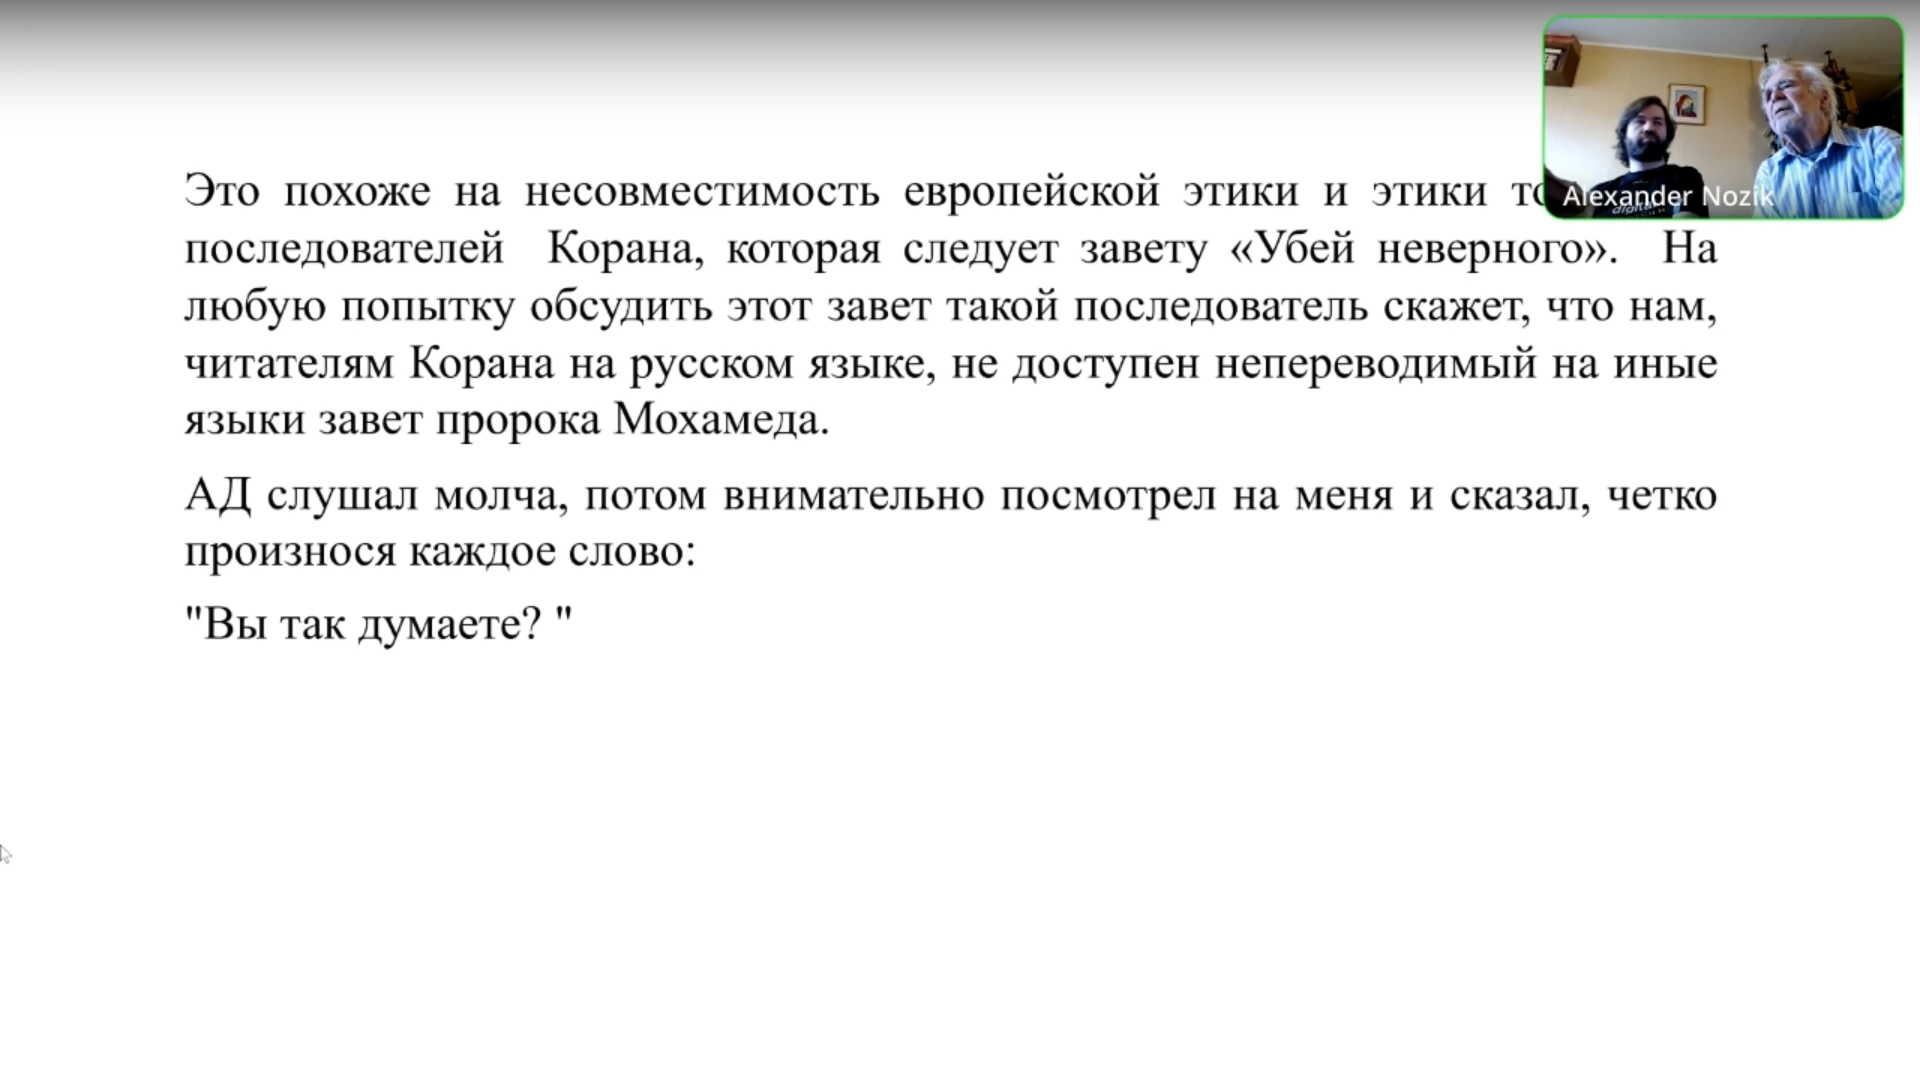 Это похоже на несовместимость европейской этики и этики
последователей Корана, которая следует завету «Убей неверного». На
любую попытку обсудить этот завет такой последователь скажет, что нам,
читателям Корана на русском языке, не доступен непереводимый на иные
языки завет пророка Мохамеда.
АД слушал молча, потом внимательно посмотрел на меня и сказал, четко
произнося каждое слово:
"Вы так думаете? "
Alexander Nozik